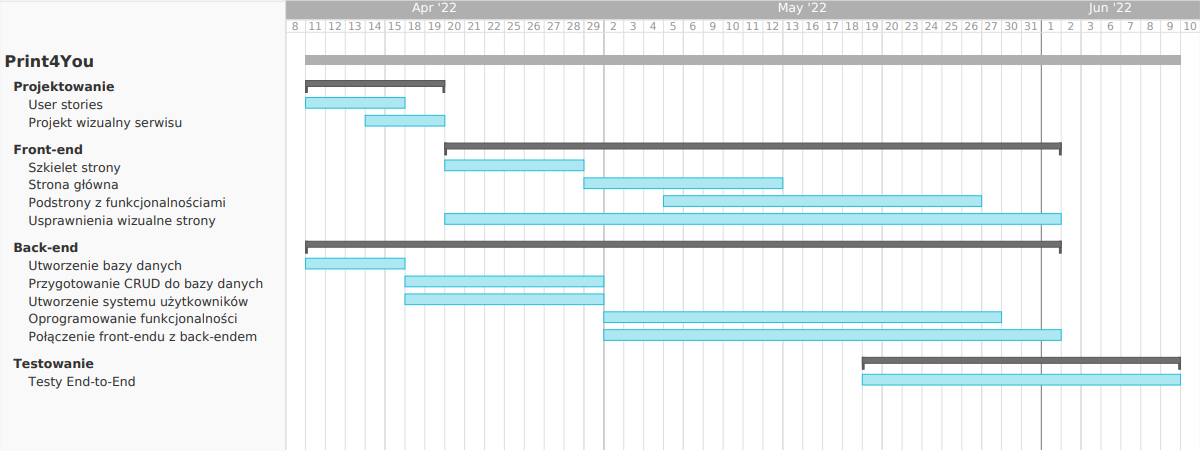 Apr '22 May '22 Jun '22
8 11 12 13 14 15 18 19 20 21 22 25 26 27 28 29 2 3 4 5 6 9 10 11 12 13 16 17 18 19 20 23 24 25 26 27 30 31 1 2 3 6 7 8 9 10
Print4You
Projektowanie
User stories
Projekt wizualny serwisu
Front-end
Szkielet strony
Strona główna
Podstrony z funkcjonalnościami
Usprawnienia wizualne strony
Back-end
Utworzenie bazy danych
Przygotowanie CRUD do bazy danych
Utworzenie systemu użytkowników
Oprogramowanie funkcjonalności
Połączenie front-endu z back-endem
Testowanie
Testy End-to-End